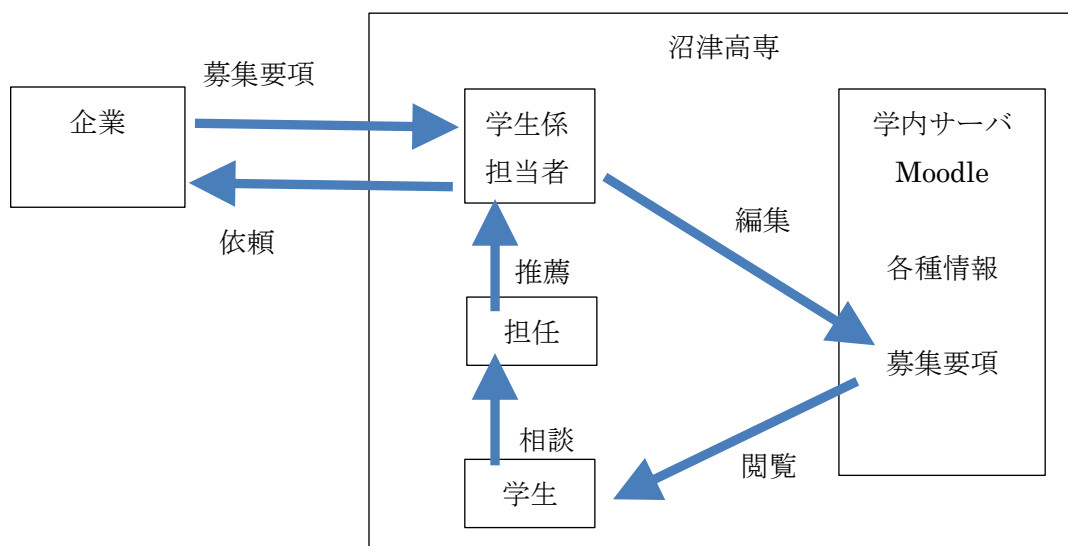 沼津高専
募集要項
企業
学生係
担当者
学内サーバ
Moodle
依頼
編集
推薦
各種情報
担任
募集要項
相談
閲覧
学生